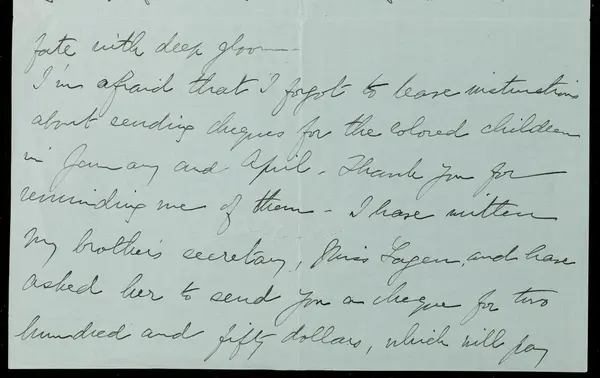 fate with deep gloom -
I'm afraid that I forgot to leave instructions
about sending cheques for the colored children
in January and April. Thank you for
reminding me of them - I have written
my brother's secretary, Miss Fagen, and have
asked her to send you a cheque for two
hundred and fifty dollars, which will pay